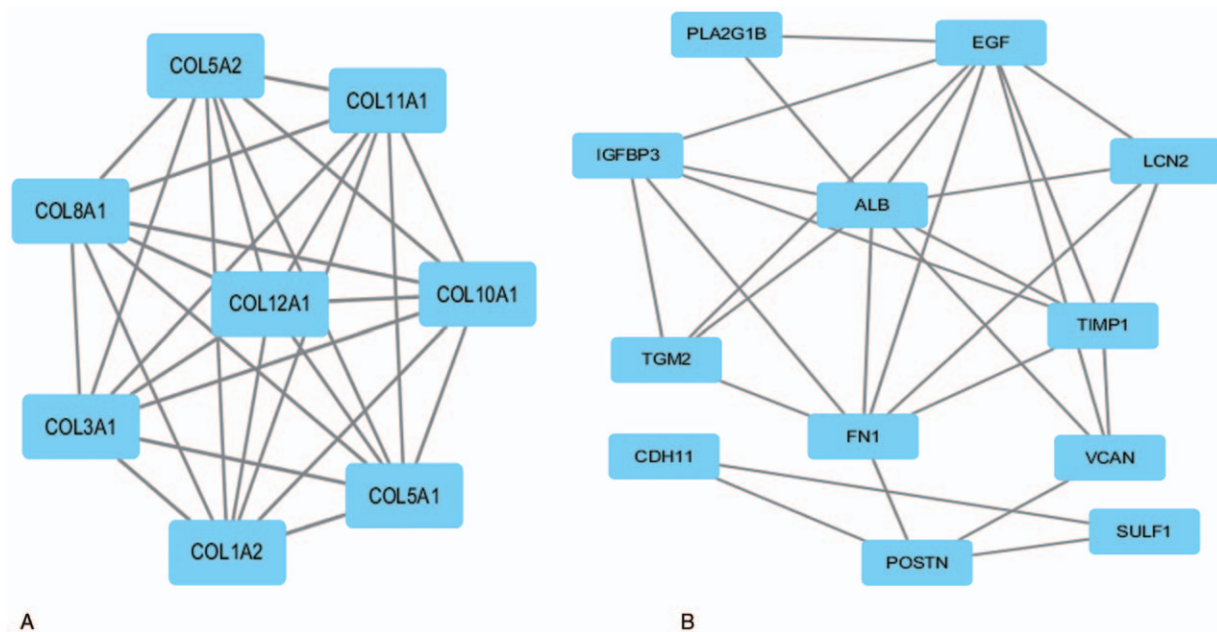 COL5A2
COL11A1
COL8A1
COL12A1
COL10A1
COL3A1
COL5A1
COL1A2
A
PLA2G1B
EGF
IGFBP3
LCN2
ALB
TIMP1
TGM2
FN1
CDH11
VCAN
SULF1
POSTN
B